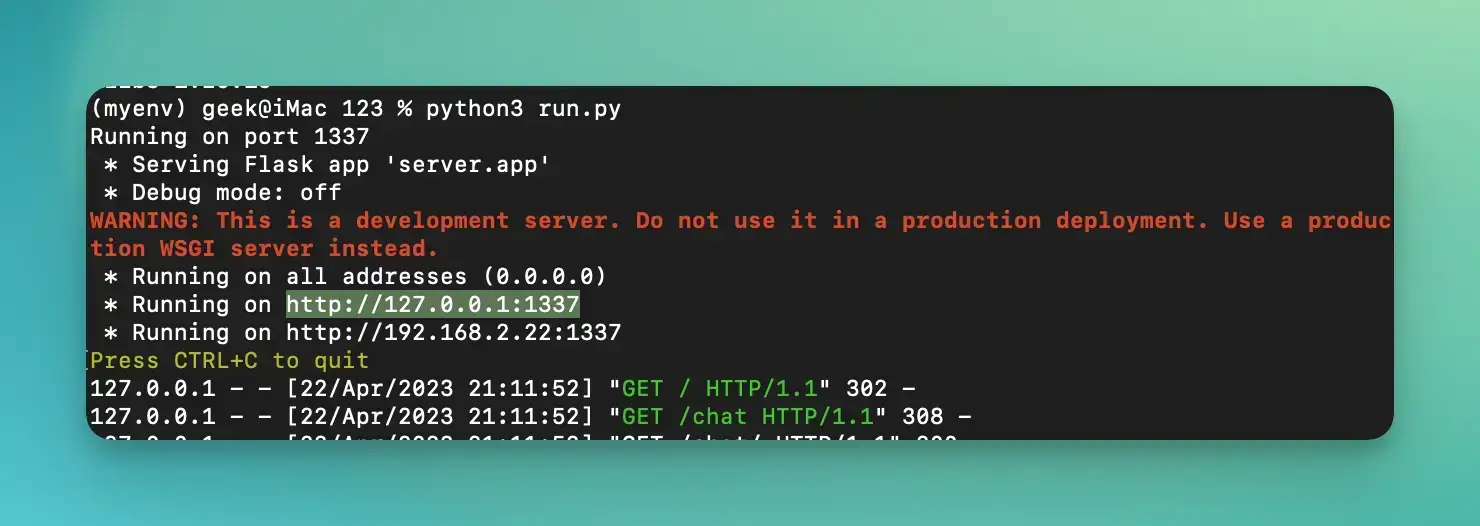 (myenv) geek@iMac 123 % python3 run.py
Running on port 1337
 * Serving Flask app 'server.app'
 * Debug mode: off
WARNING: This is a development server. Do not use it in a production deployment. Use a produc
tion WSGI server instead.
 * Running on all addresses (0.0.0.0)
 * Running on http://127.0.0.1:1337
 * Running on http://192.168.2.22:1337
Press CTRL+C to quit
127.0.0.1 - - [22/Apr/2023 21:11:52] "GET / HTTP/1.1" 302 -
127.0.0.1 - - [22/Apr/2023 21:11:52] "GET /chat HTTP/1.1" 308 -